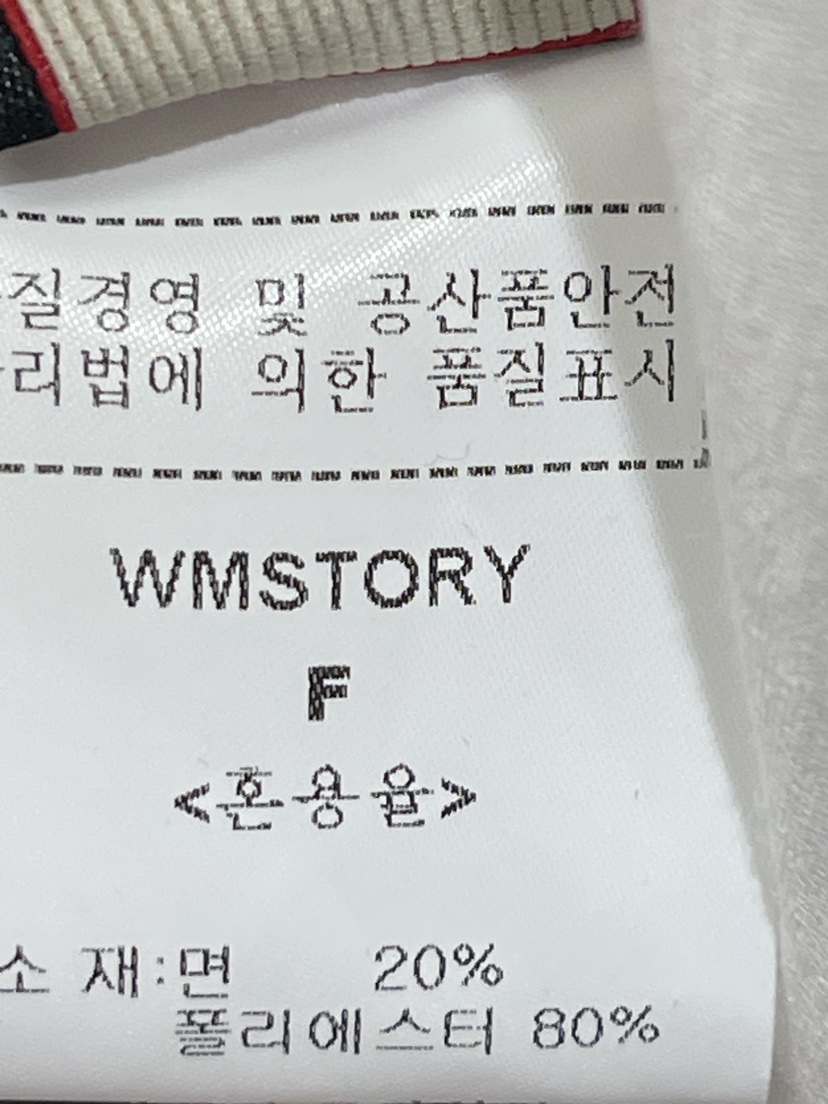 질경영 및 공산품안전
리법에 의한 품질표시
WMSTORY
F
<혼용율>
소 재:면 20%
폴리에스터 80%